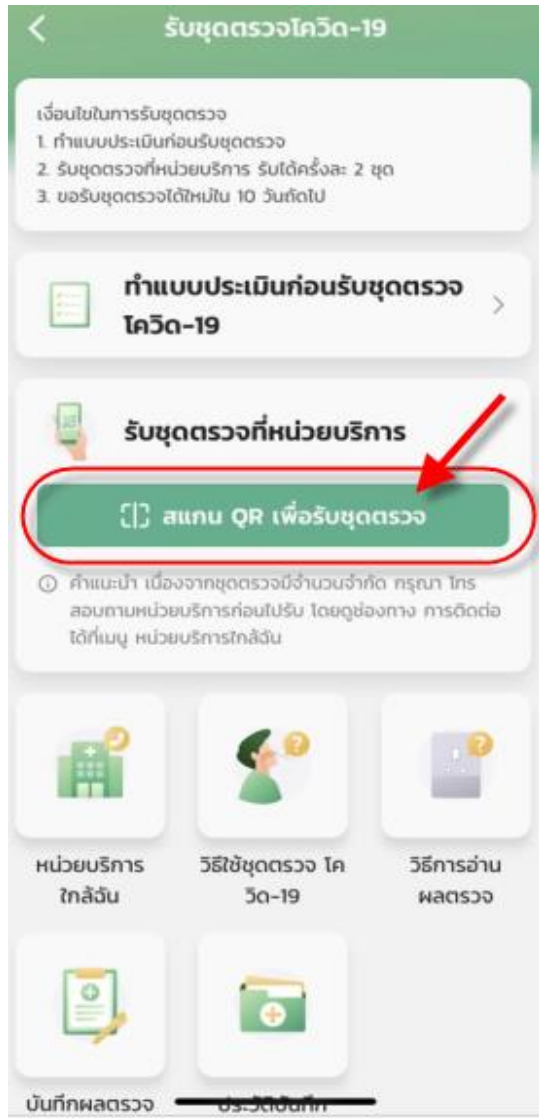 รับชุดตรวจโควิด-19
เงื่อนไขในการรับชุดตรวจ
1. ทำแบบประเมินก่อนรับชุดตรวจ
2. รับชุดตรวจที่หน่วยบริการ รับได้ครั้งละ 2 ชุด
3. ขอรับชุดตรวจได้ใหม่ใน 10 วันถัดไป
ทำแบบประเมินก่อนรับชุดตรวจ
โควิด-19
รับชุดตรวจที่หน่วยบริการ
สแกน QR เพื่อรับชุดตรวจ
คำแนะนำ เนื่องจากชุดตรวจมีจำนวนจำกัด กรุณา โทร
สอบถามหน่วยบริการก่อนไปรับ โดยดูช่องทาง การติดต่อ
ได้ที่เมนู หน่วยบริการใกล้ฉัน
หน่วยบริการ
ใกล้ฉัน
วิธีใช้ชุดตรวจ โค
วิด-19
วิธีการอ่าน
ผลตรวจ
บันทึกผลตรวจ
ประวัติบันทึก